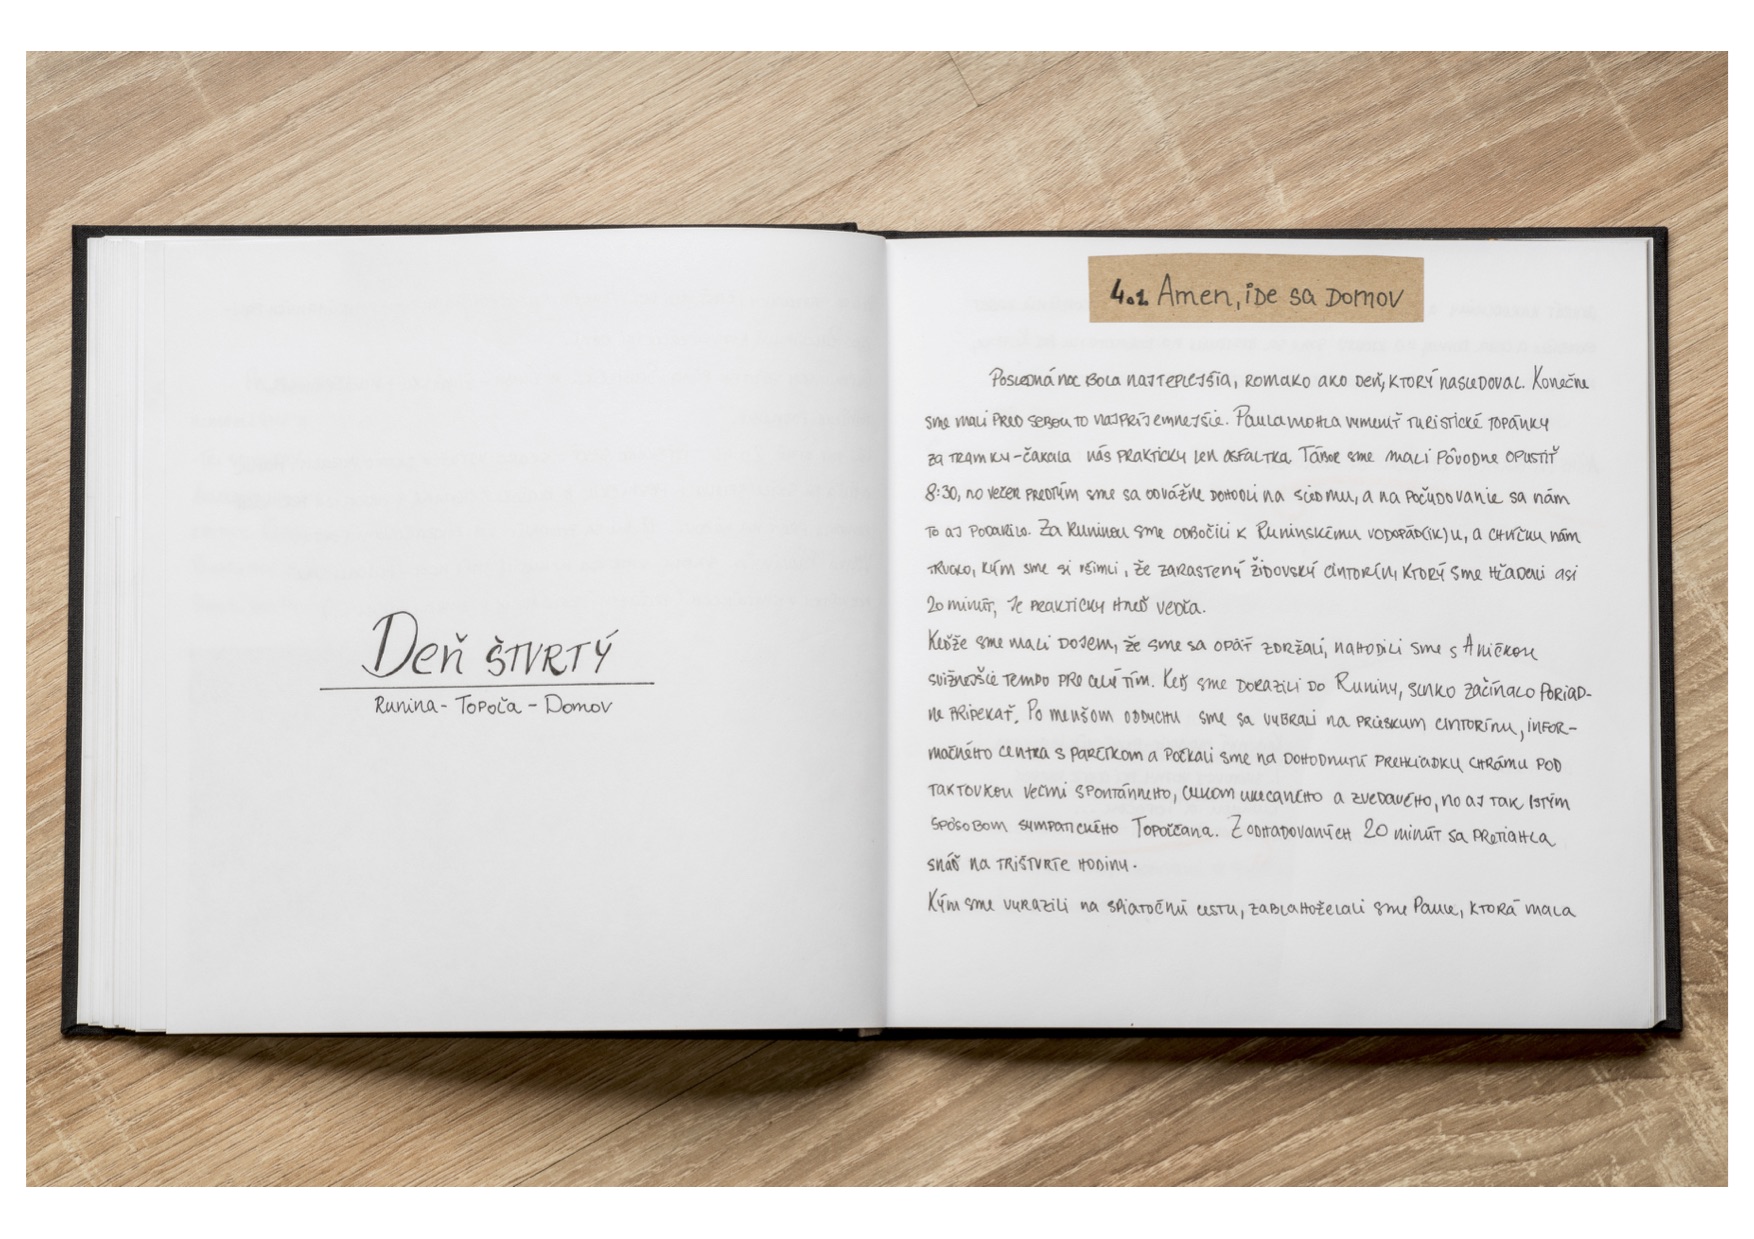 Deň štvrtý
Runina - Topoľa - Domov
4.1 Amen, ide sa domov
Posledná noc bola najteplejšia, rovnako ako deň, ktorý nasledoval. Konečne
sme mali pred sebou to najpríjemnejšie. Paula mohla vymeniť turistické topánky
za tramky - čakala nás prakticky len asfaltka. Tábor sme mali pôvodne opustiť
8:30, no večer predtým sme sa odvážne dohodli na siedmu, a na počudovanie sa nám
to aj podarilo. Za Runinou sme odbočili k Runinskému vodopád(ik)u, a chvíčku nám
trvalo, kým sme si všimli, že zarastený židovský cintorín, ktorý sme hľadali asi
20 minút, je prakticky hneď vedľa.
Keďže sme mali dojem, že sme sa opäť zdržali, nahodili sme s Aničkou
svižnejšie tempo pre celý tím. Keď sme dorazili do Runiny, slnko začínalo poriad-
ne pripekať. Po menšom oddychu sme sa vybrali na prieskum cintorínu, infor-
mačného centra s parčíkom a počkali sme na dohodnutú prehliadku chrámu pod
taktovkou veľmi spontánneho, celkom ukecaného a zvedavého, no aj tak istým
spôsobom sympatického Topoľčana. Z odhadovaných 20 minút sa pretiahla
snáď na trištvrte hodiny.
Kým sme vyrazili na spiatočnú cestu, zablahoželali sme Paule, ktorá mala